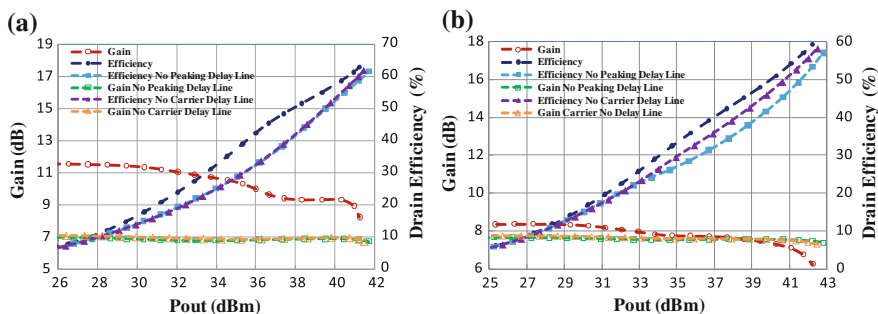 (a)
19
17
15
13
11
9
7
5
Gain (dB)
70
60
50
40
30
20
10
0
Drain Efficiency (%)
26 28 30 32 34 36 38 40 42
Pout (dBm)
Gain
Efficiency
Efficiency No Peaking Delay Line
Gain No Peaking Delay Line
Efficiency No Carrier Delay Line
Gain No Carrier Delay Line
(b)
18
16
14
12
10
8
6
Gain (dB)
60
50
40
30
20
10
0
Drain Efficiency (%)
25 27 29 31 33 35 37 39 41 43
Pout (dBm)
Gain
Efficiency
Efficiency No Peaking Delay Line
Gain No Peaking Delay Line
Efficiency No Carrier Delay Line
Gain Carrier No Delay Line